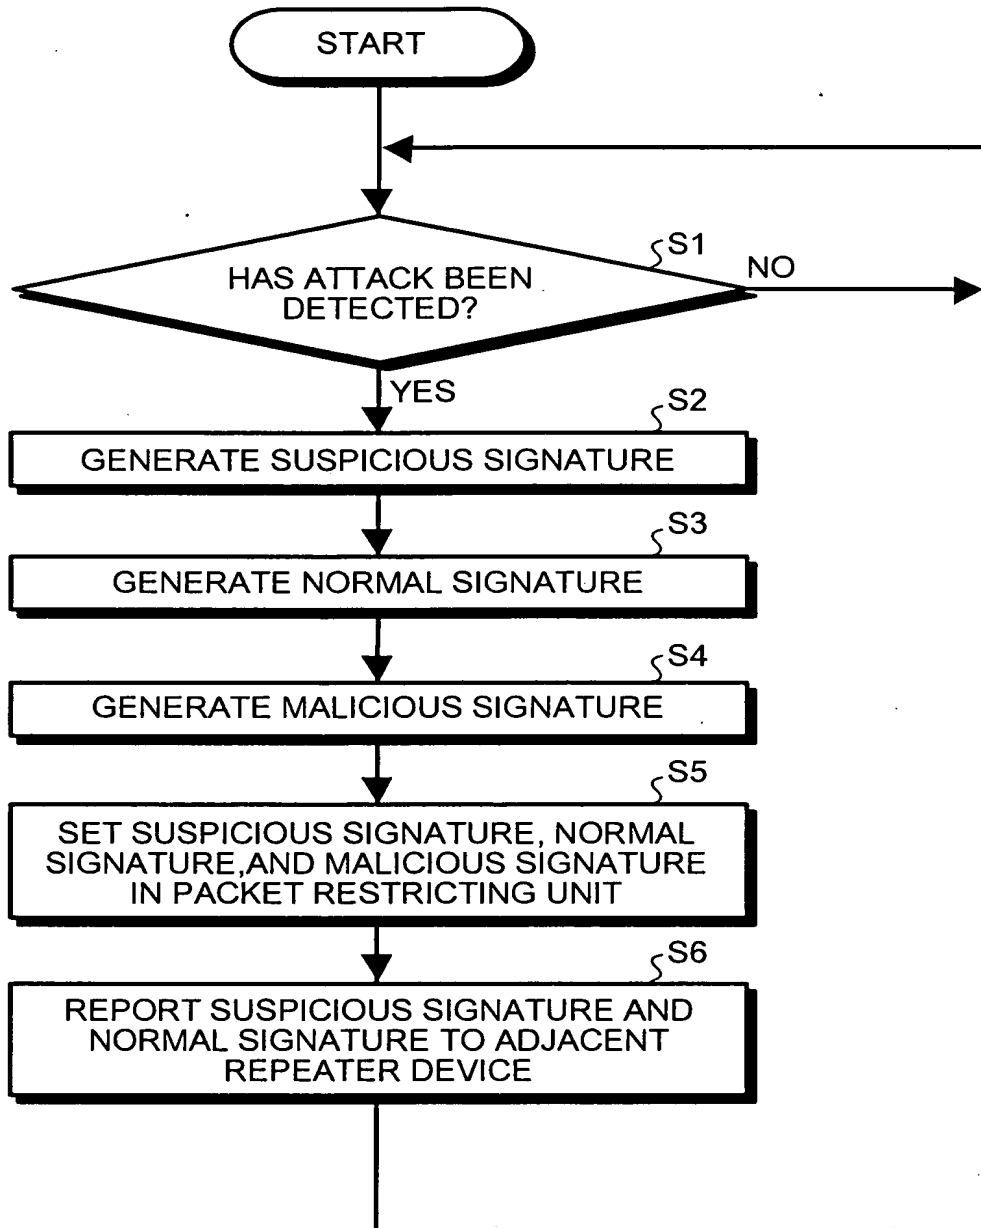 START
S1
HAS ATTACK BEEN
DETECTED?
NO
YES
S2
GENERATE SUSPICIOUS SIGNATURE
S3
GENERATE NORMAL SIGNATURE
S4
GENERATE MALICIOUS SIGNATURE
S5
SET SUSPICIOUS SIGNATURE, NORMAL
SIGNATURE,AND MALICIOUS SIGNATURE
IN PACKET RESTRICTING UNIT
S6
REPORT SUSPICIOUS SIGNATURE AND
NORMAL SIGNATURE TO ADJACENT
REPEATER DEVICE